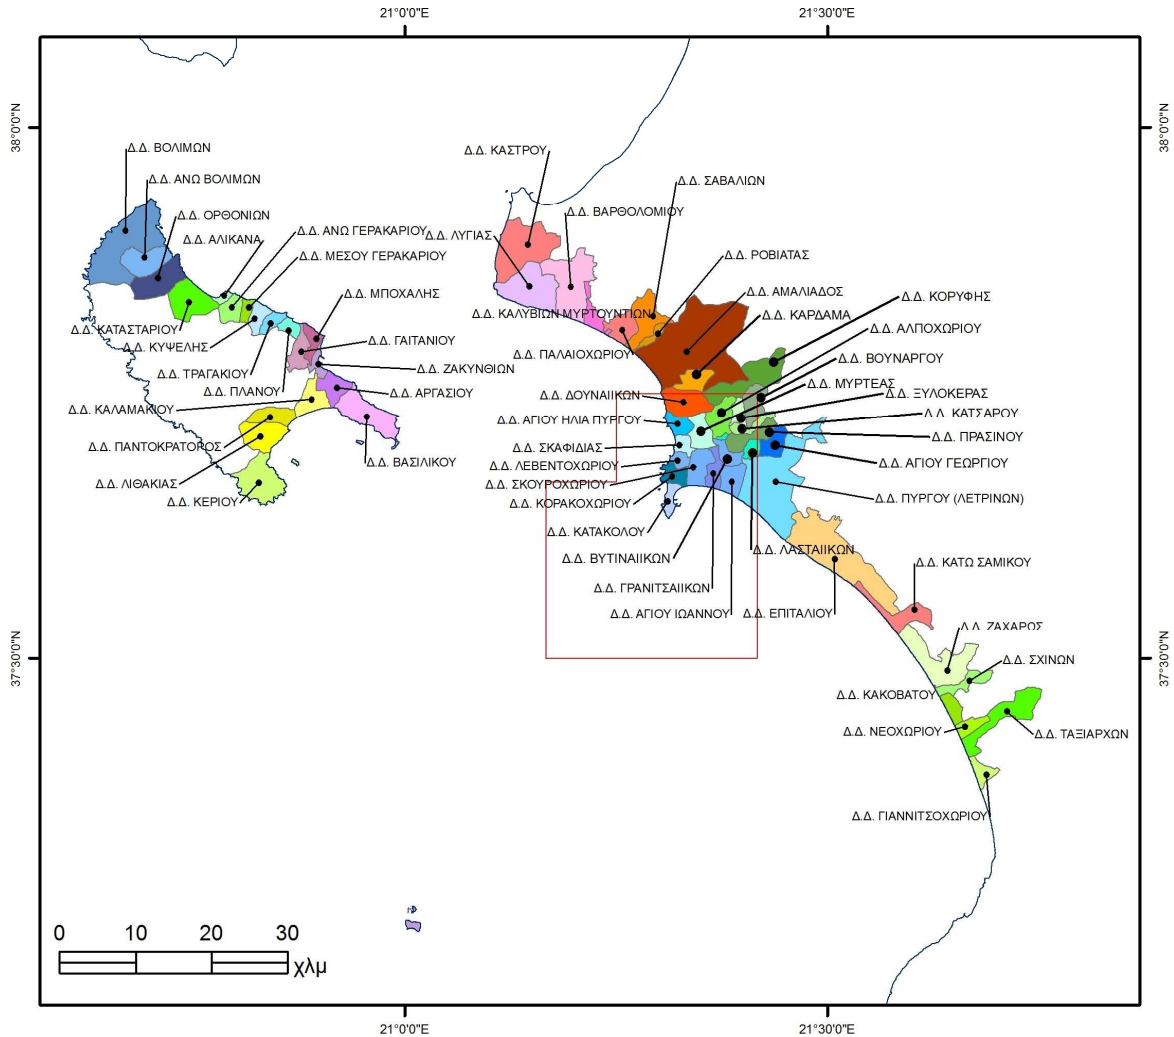 21°0'0"E
21°30'0"E
38°0'0"N
38°0'0"N
Δ.Δ. ΒΟΛΙΜΩΝ
Δ.Δ. ΚΑΣΤΡΟΥ
Δ.Δ. ΑΝΩ ΒΟΛΙΜΩΝ
Δ.Δ. ΣΑΒΑΛΙΩΝ
Δ.Δ. ΟΡΘΟΝΙΩΝ
Δ.Δ. ΒΑΡΘΟΛΟΜΙΟΥ
Δ.Δ. ΑΛΙΚΑΝΑ
Δ.Δ. ΑΝΩ ΓΕΡΑΚΑΡΙΟΥ
Δ.Δ. ΛΥΓΙΑΣ
Δ.Δ. ΜΕΣΟΥ ΓΕΡΑΚΑΡΙΟΥ
Δ.Δ. ΡΟΒΙΑΤΑΣ
Δ.Δ. ΜΠΟΧΑΛΗΣ
Δ.Δ. ΑΜΑΛΙΑΔΟΣ
Δ.Δ. ΚΟΡΥΦΗΣ
Δ.Δ. ΚΑΛΥΒΙΩΝ ΜΥΡΤΟΥΝΤΙΩΝ
Δ.Δ. ΚΑΡΔΑΜΑ
Δ.Δ. ΚΑΤΑΣΤΑΡΙΟΥ
Δ.Δ. ΑΛΠΟΧΩΡΙΟΥ
Δ.Δ. ΚΥΨΕΛΗΣ
Δ.Δ. ΓΑΙΤΑΝΙΟΥ
Δ.Δ. ΠΑΛΑΙΟΧΩΡΙΟΥ
Δ.Δ. ΒΟΥΝΑΡΓΟΥ
Δ.Δ. ΤΡΑΓΑΚΙΟΥ
Δ.Δ. ΖΑΚΥΝΘΙΩΝ
Δ.Δ. ΜΥΡΤΕΑΣ
Δ.Δ. ΠΛΑΝΟΥ
Δ.Δ. ΑΡΓΑΣΙΟΥ
Δ.Δ. ΔΟΥΝΑΙΙΚΩΝ
Δ.Δ. ΞΥΛΟΚΕΡΑΣ
Δ.Δ. ΚΑΛΑΜΑΚΙΟΥ
Δ.Δ. ΑΓΙΟΥ ΗΛΙΑ ΠΥΡΓΟΥ
Δ.Δ. ΚΑΤΣΑΡΟΥ
Δ.Δ. ΠΡΑΣΙΝΟΥ
Δ.Δ. ΠΑΝΤΟΚΡΑΤΟΡΟΣ
Δ.Δ. ΣΚΑΦΙΔΙΑΣ
Δ.Δ. ΒΑΣΙΛΙΚΟΥ
Δ.Δ. ΛΕΒΕΝΤΟΧΩΡΙΟΥ
Δ.Δ. ΑΓΙΟΥ ΓΕΩΡΓΙΟΥ
Δ.Δ. ΛΙΘΑΚΙΑΣ
Δ.Δ. ΣΚΟΥΡΟΧΩΡΙΟΥ
Δ.Δ. ΚΕΡΙΟΥ
Δ.Δ. ΚΟΡΑΚΟΧΩΡΙΟΥ
Δ.Δ. ΠΥΡΓΟΥ (ΛΕΤΡΙΝΩΝ)
Δ.Δ. ΚΑΤΑΚΟΛΟΥ
Δ.Δ. ΛΑΣΤΑΙΙΚΩΝ
Δ.Δ. ΒΥΤΙΝΑΙΙΚΩΝ
Δ.Δ. ΚΑΤΩ ΣΑΜΙΚΟΥ
Δ.Δ. ΓΡΑΝΙΤΣΑΙΙΚΩΝ
Δ.Δ. ΑΓΙΟΥ ΙΩΑΝΝΟΥ
Δ.Δ. ΕΠΙΤΑΛΙΟΥ
Δ.Δ. ΖΑΧΑΡΟΣ
37°30'0"N
37°30'0"N
Δ.Δ. ΣΧΙΝΩΝ
Δ.Δ. ΚΑΚΟΒΑΤΟΥ
Δ.Δ. ΝΕΟΧΩΡΙΟΥ
Δ.Δ. ΤΑΞΙΑΡΧΩΝ
Δ.Δ. ΓΙΑΝΝΙΤΣΟΧΩΡΙΟΥ
0 10 20 30
χλμ
21°0'0"E
21°30'0"E